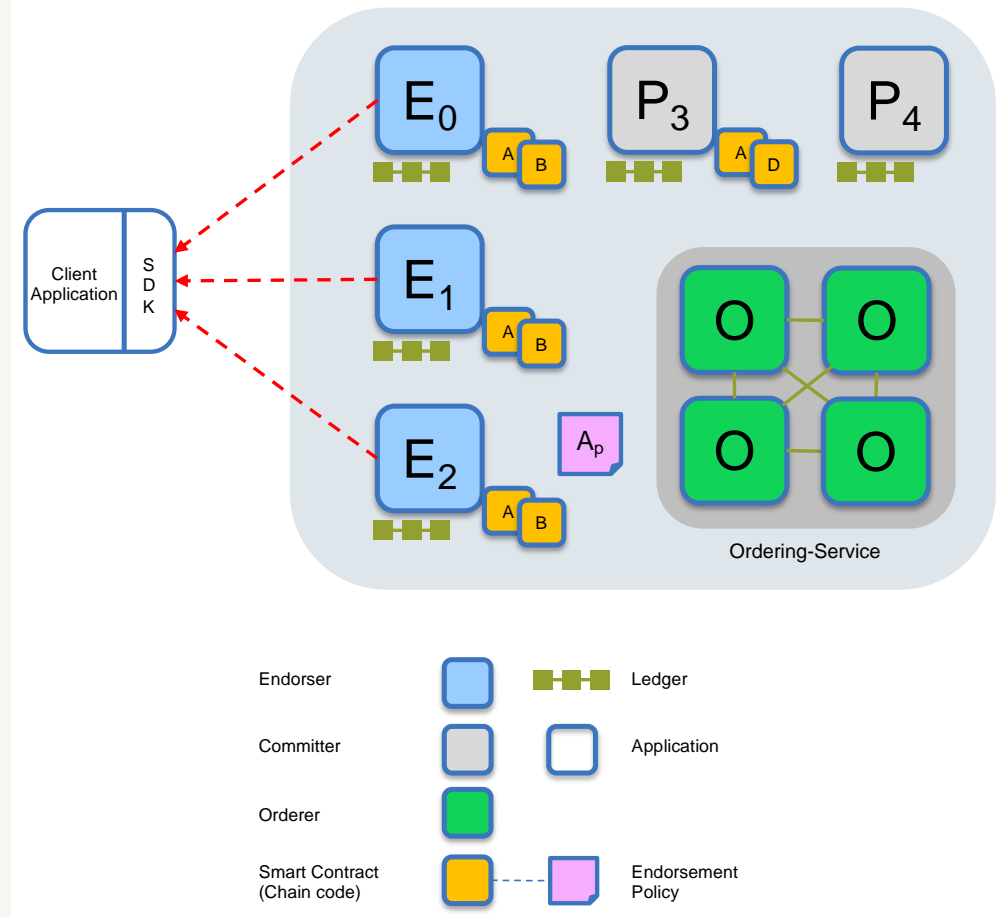 E0
A
B
P3
A
D
P4
Client
Application
S
D
K
E1
A
B
O
O
O
O
E2
A
B
Ap
Ordering-Service
Endorser
Ledger
Committer
Application
Orderer
Smart Contract
(Chain code)
Endorsement
Policy